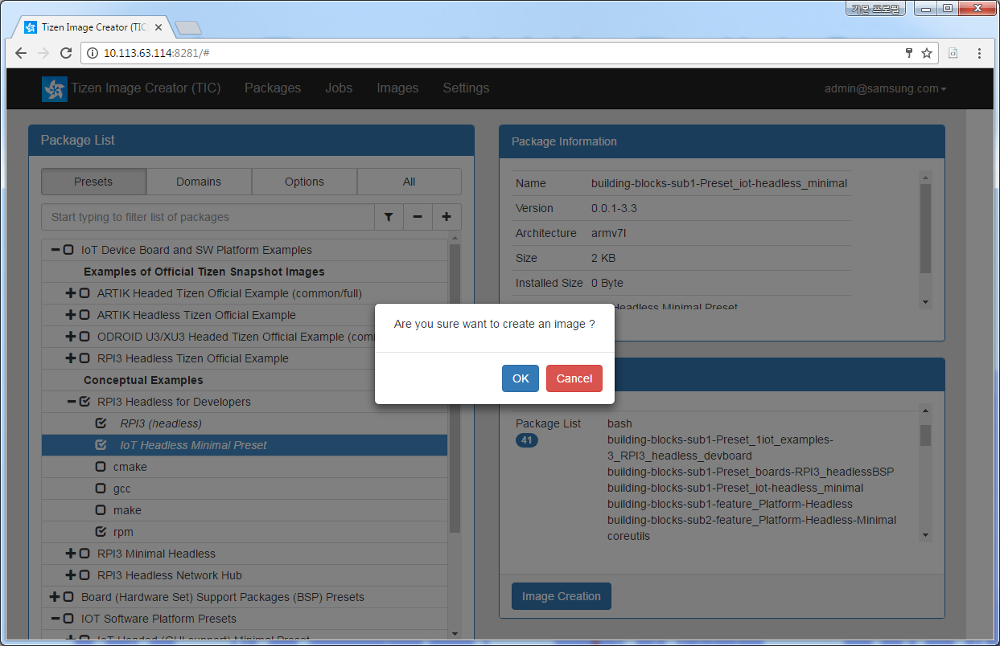 기본 프로필
Tizen Image Creator (TIC
10.113.63.114:8281/#
Tizen Image Creator (TIC) Packages Jobs Images Settings admin@samsung.com
Package List
Presets Domains Options All
Start typing to filter list of packages
IoT Device Board and SW Platform Examples
Examples of Official Tizen Snapshot Images
ARTIK Headed Tizen Official Example (common/full)
ARTIK Headless Tizen Official Example
ODROID U3/XU3 Headed Tizen Official Example (com
RPI3 Headless Tizen Official Example
Conceptual Examples
RPI3 Headless for Developers
RPI3 (headless)
IoT Headless Minimal Preset
cmake
gcc
make
rpm
RPI3 Minimal Headless
RPI3 Headless Network Hub
Board (Hardware Set) Support Packages (BSP) Presets
IOT Software Platform Presets
IoT Headed (GUI support) Minimal Preset
Package Information
Name building-blocks-sub1-Preset_iot-headless_minimal
Version 0.0.1-3.3
Architecture armv7l
Size 2 KB
Installed Size 0 Byte
Headless Minimal Preset
Are you sure want to create an image ?
OK Cancel
Package List bash
41
building-blocks-sub1-Preset_1iot_examples-
3_RPI3_headless_devboard
building-blocks-sub1-Preset_boards-RPI3_headlessBSP
building-blocks-sub1-Preset_iot-headless_minimal
building-blocks-sub1-feature_Platform-Headless
building-blocks-sub2-feature_Platform-Headless-Minimal
coreutils
Image Creation